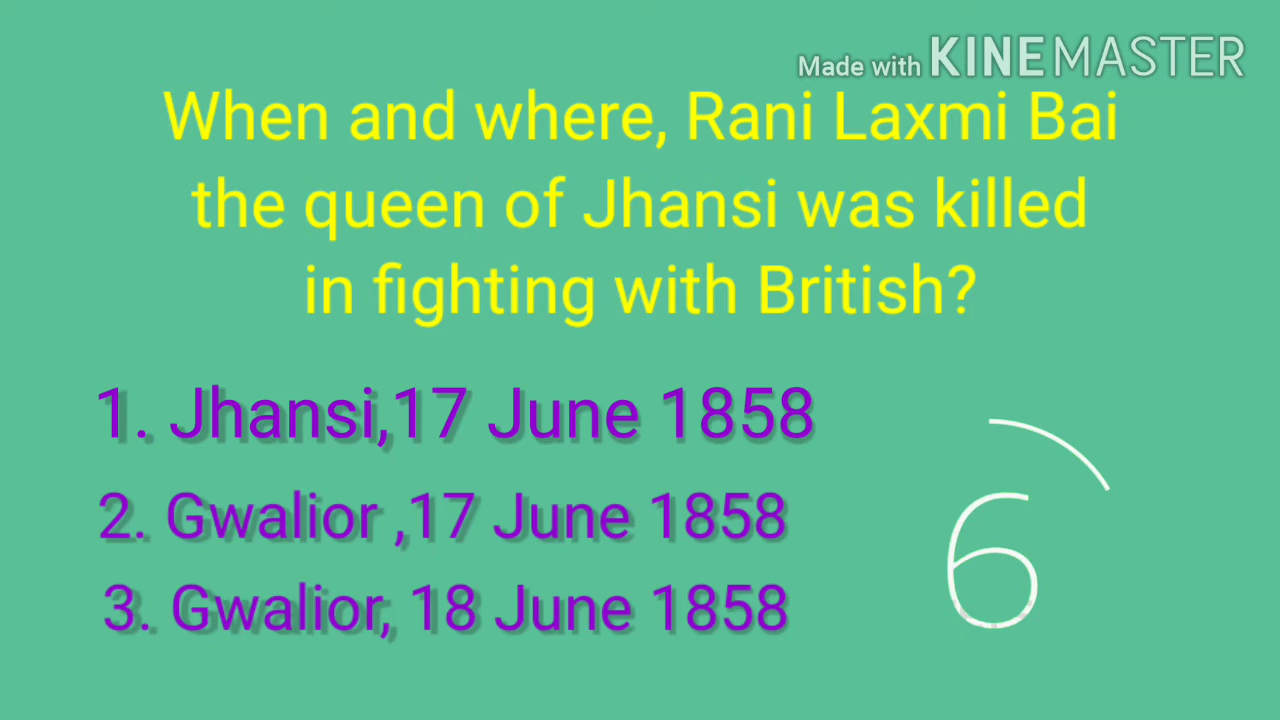 Made with KINEMASTER
When and where, Rani Laxmi Bai
the queen of Jhansi was killed
in fighting with British?
1. Jhansi,17 June 1858
2. Gwalior ,17 June 1858
3. Gwalior, 18 June 1858
6